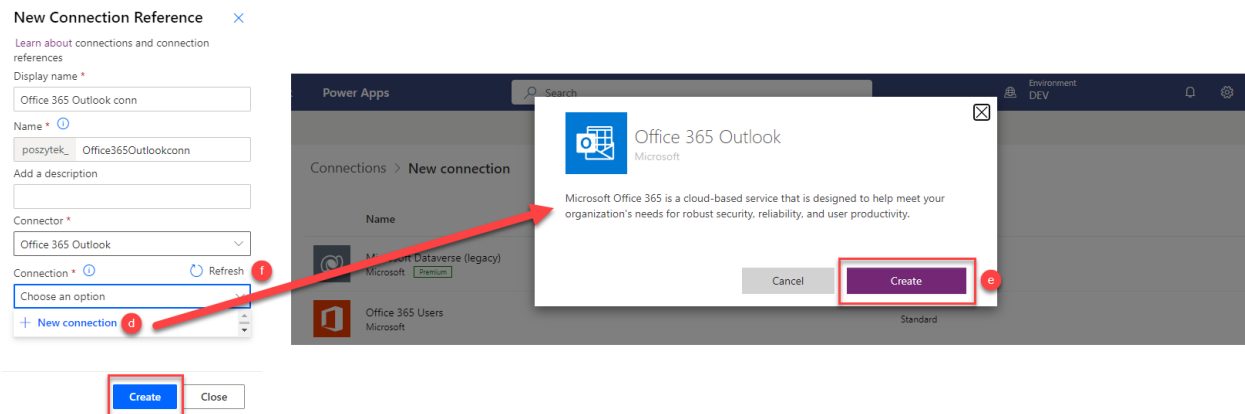 New Connection Reference
Learn about connections and connection
references
Display name *
Office 365 Outlook conn
Name *
poszytek_ Office365Outlookconn
Add a description
Connector *
Office 365 Outlook
Connection * Refresh f
Choose an option
+ New connection d
Create Close
Power Apps
Search
Environment
DEV
Connections > New connection
Name
Microsoft Dataverse (legacy)
Microsoft Premium
Office 365 Users
Microsoft
Standard
Office 365 Outlook
Microsoft
Microsoft Office 365 is a cloud-based service that is designed to help meet your
organization's needs for robust security, reliability, and user productivity.
Cancel Create e